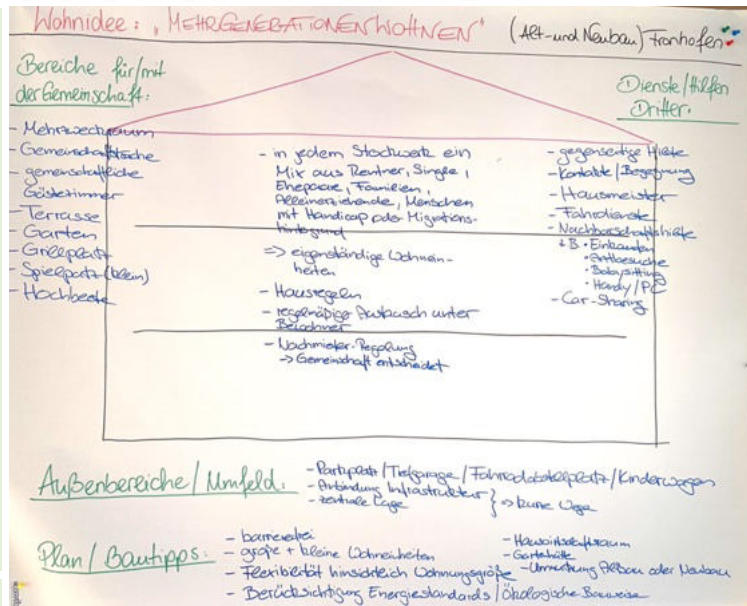 Wohnidee: "MEHRGENERATIONENWOHNEN" (Alt- und Neubau) Fronhofen
Bereiche für/mit
der Gemeinschaft:
- Mehrzweckraum
- Gemeinschaftsküche
- gemeinschaftliche
Gästezimmer
- Terrasse
- Garten
- Grillplatz
- Spielplatz (klein)
- Hochbeete
- in jedem Stockwerk ein
Mix aus Rentner, Single,
Ehepaare, Familien,
Alleinerziehende, Menschen
mit Handicap oder Migrations-
hintergrund
=> eigenständige Wohnein-
heiten
- Hausregeln
- regelmäßige Austausch unter
Bewohner
- Nachmieter-Regelung
-> Gemeinschaft entscheidet
Dienste/Hilfen
Dritter:
- gegenseitige Hilfe
- Kontakte/Begegnung
- Hausmeister
- Fahrdienste
- Nachbarschaftshilfe
z.B. • Einkaufen
• Arztbesuche
• Babysitting
• Handy/PC
- Car-Sharing
Außenbereiche/Umfeld:
- Parkplatz/Tiefgarage/Fahrradabstellplatz/Kinderwagen
- Anbindung Infrastruktur
- zentrale Lage } => kurze Wege
Plan/Bautipps:
- barrierefrei
- große + kleine Wohneinheiten
- Flexibilität hinsichtlich Wohnungsgröße
- Berücksichtigung Energiestandards/Ökologische Bauweise
- Hauswirtschaftsraum
- Gartenhütte
- Umnutzung Altbau oder Neubau